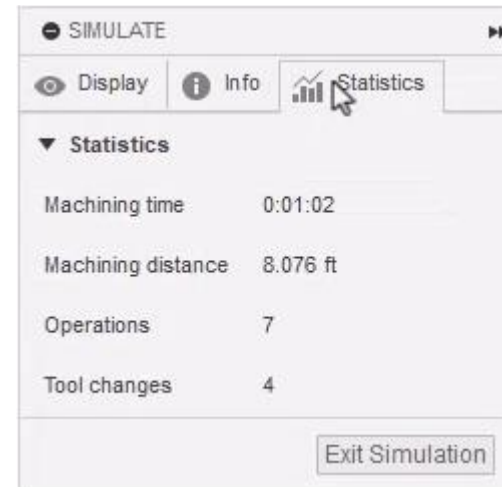 SIMULATE
Display Info Statistics
Statistics
Machining time 0:01:02
Machining distance 8.076 ft
Operations 7
Tool changes 4
Exit Simulation